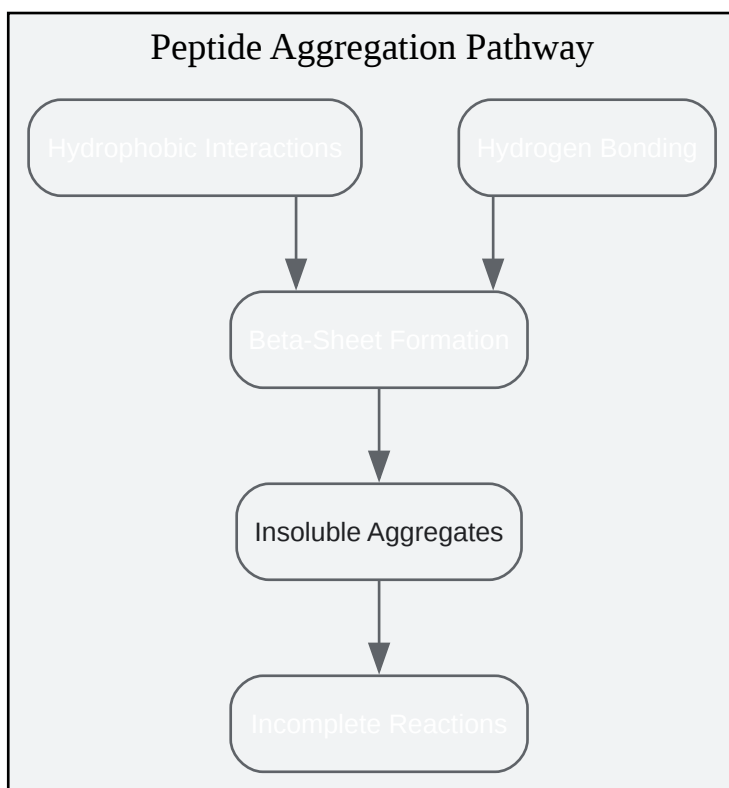 Peptide Aggregation Pathway
Hydrophobic Interactions
Hydrogen Bonding
Beta-Sheet Formation
Insoluble Aggregates
Incomplete Reactions